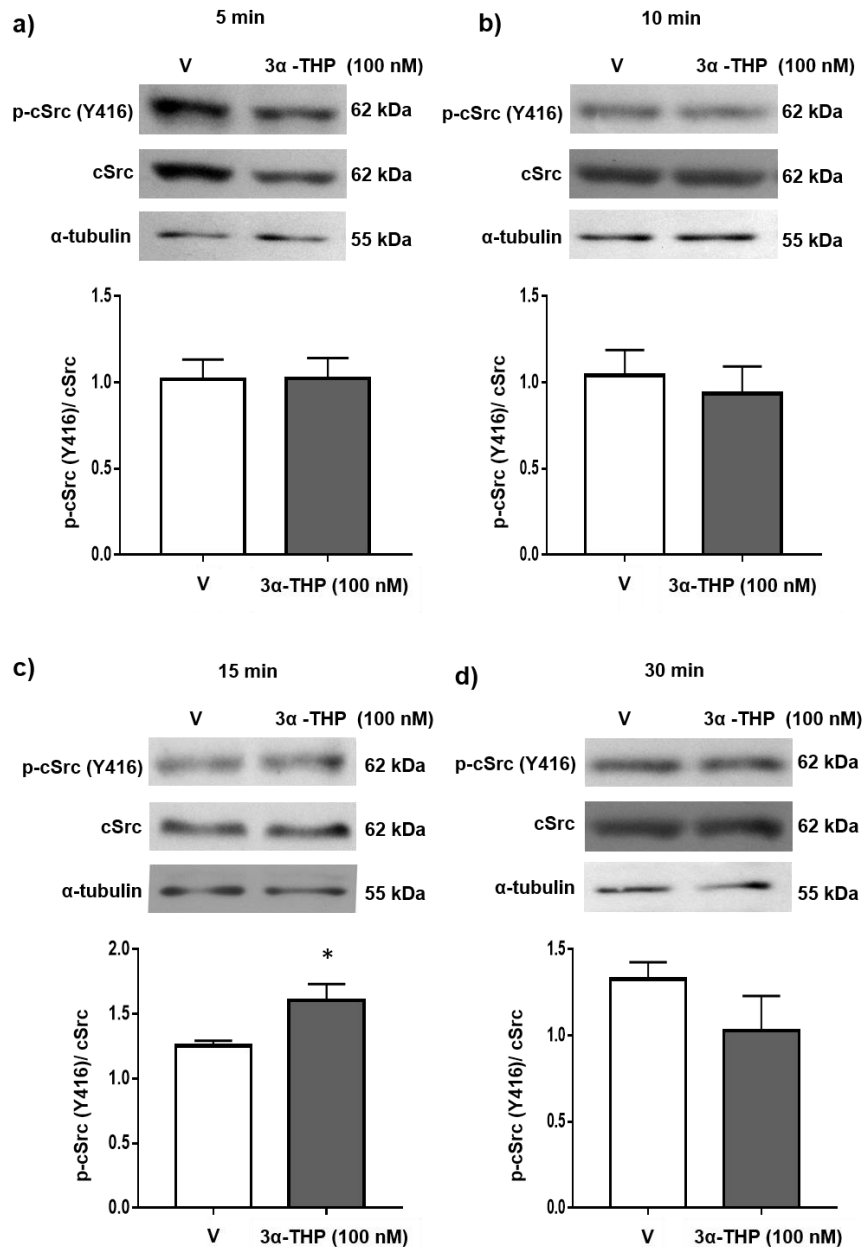 a)
5 min
V 3α -THP (100 nM)
p-cSrc (Y416) 62 kDa
cSrc 62 kDa
α-tubulin 55 kDa
p-cSrc (Y416)/ cSrc
1.5
1.0
0.5
0.0
V 3α-THP (100 nM)
b)
10 min
V 3α -THP (100 nM)
p-cSrc (Y416) 62 kDa
cSrc 62 kDa
α-tubulin 55 kDa
p-cSrc (Y416)/ cSrc
1.5
1.0
0.5
0.0
V 3α-THP (100 nM)
c)
15 min
V 3α -THP (100 nM)
p-cSrc (Y416) 62 kDa
cSrc 62 kDa
α-tubulin 55 kDa
p-cSrc (Y416)/ cSrc
2.0
1.5
1.0
0.5
0.0
*
V 3α-THP (100 nM)
d)
30 min
V 3α -THP (100 nM)
p-cSrc (Y416) 62 kDa
cSrc 62 kDa
α-tubulin 55 kDa
p-cSrc (Y416)/ cSrc
1.5
1.0
0.5
0.0
V 3α-THP (100 nM)